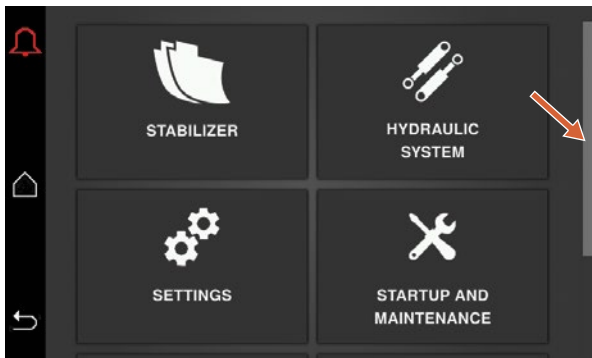 STABILIZER
HYDRAULIC
SYSTEM
SETTINGS
STARTUP AND
MAINTENANCE